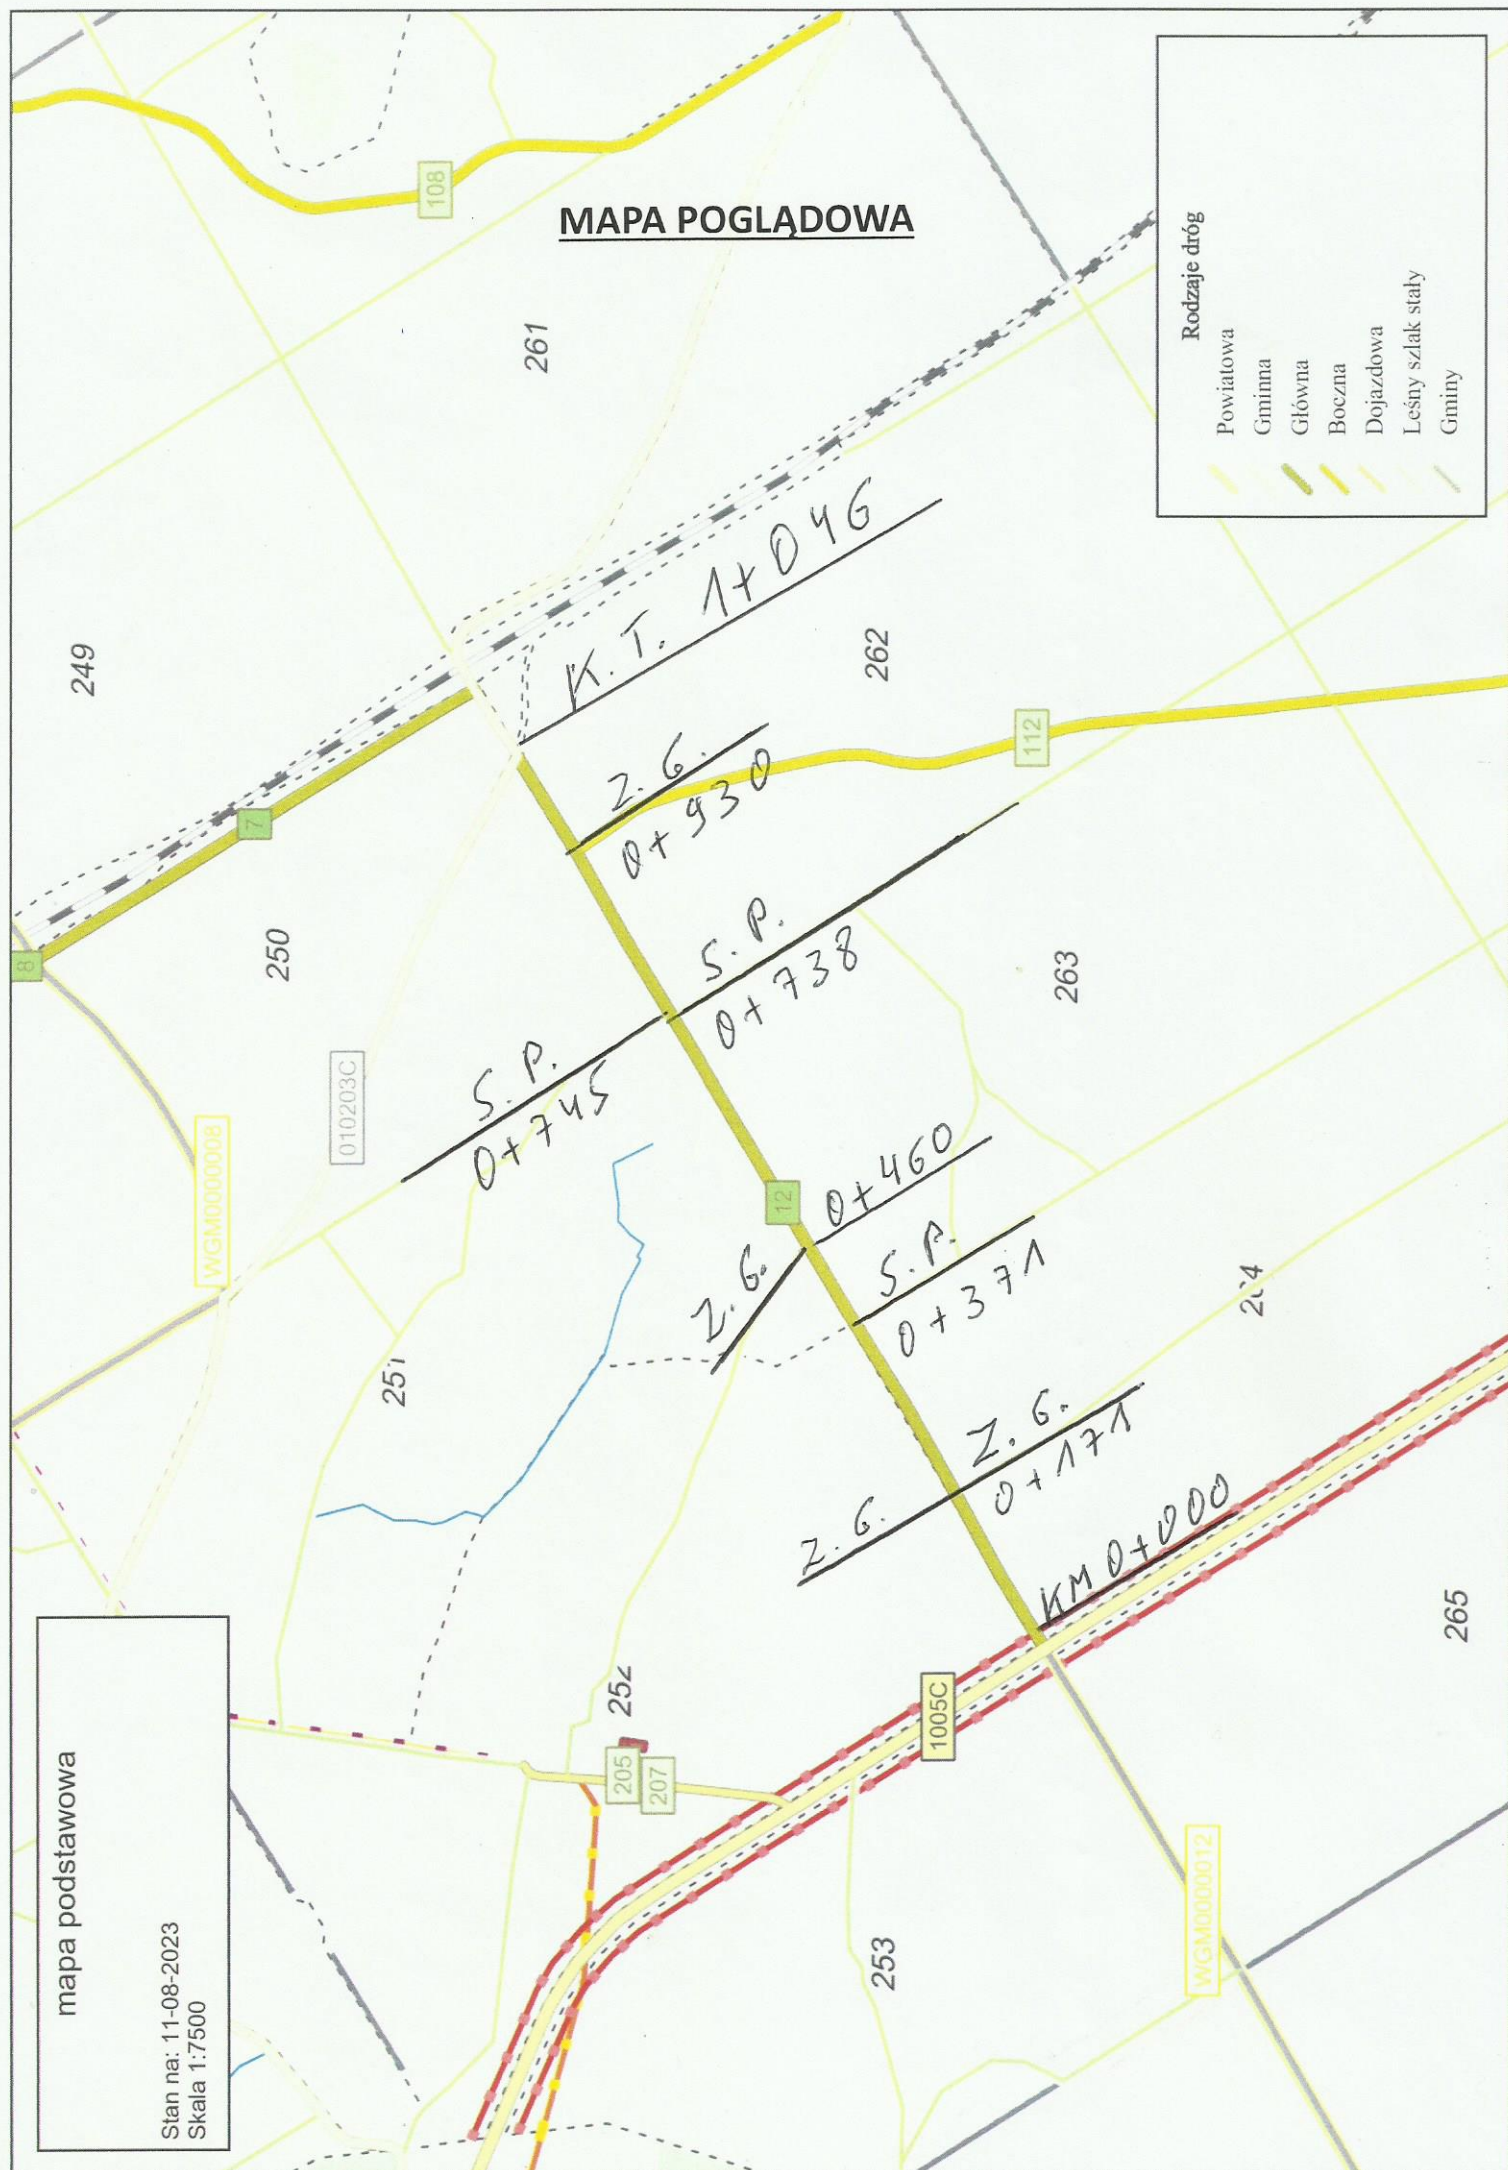 MAPA POGLĄDOWA
mapa podstawowa
Stan na: 11-08-2023
Skala 1:7500
Rodzaje dróg
Powiatowa
Gminna
Główna
Boczna
Dojazdowa
Leśny szlak stały
Gminy
108
261
249
7
8
250
262
K. T. 1+046
Z. G.
0+930
112
S. P.
0+738
263
S. P.
0+745
010203C
WGM0000008
12
0+460
Z. G.
S. P.
0+371
251
Z. G.
0+171
Z. G.
KM 0+000
265
252
205
207
1005C
253
WGM0000012